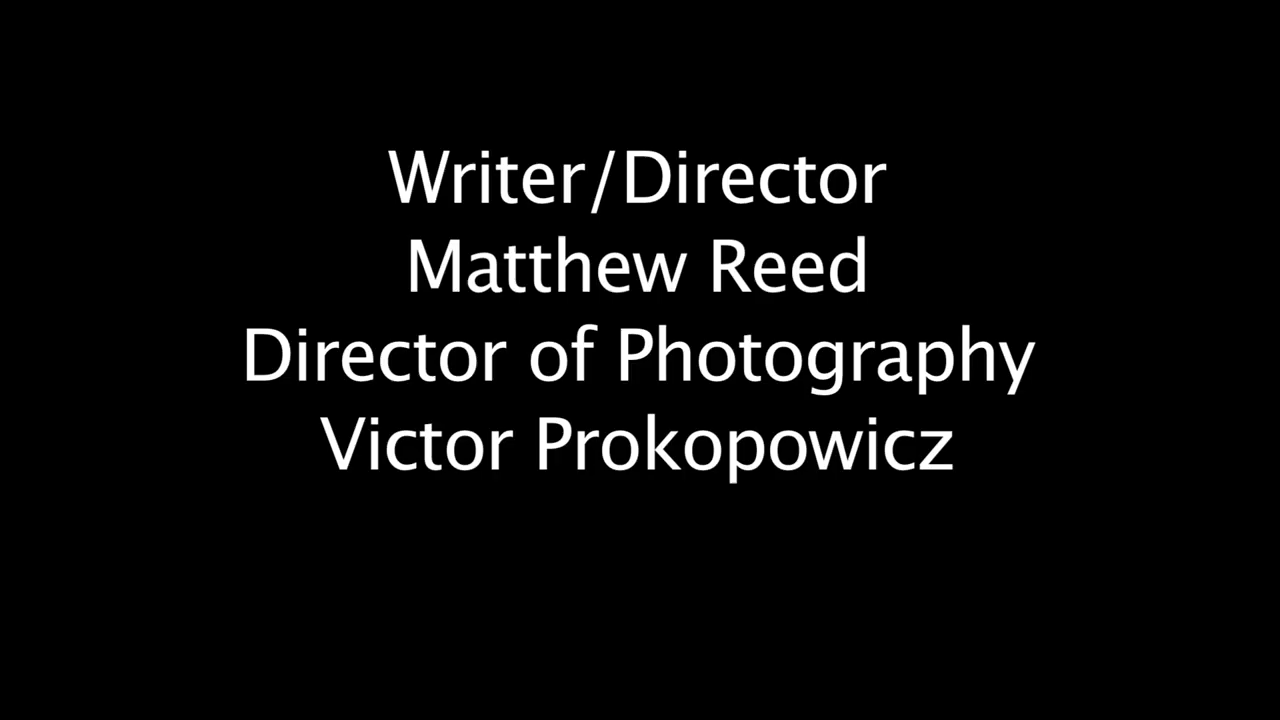 Writer/Director
Matthew Reed
Director of Photography
Victor Prokopowicz